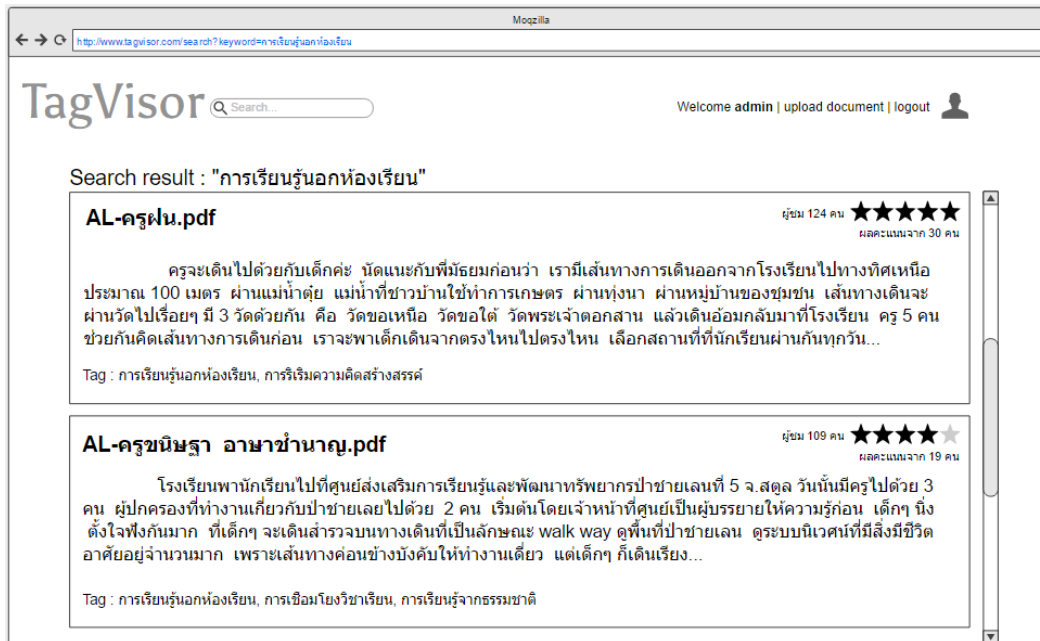 Moqzilla
http://www.tagvisor.com/search?keyword=การเรียนรู้นอกห้องเรียน
TagVisor Search... Welcome admin | upload document | logout
Search result : "การเรียนรู้นอกห้องเรียน"
AL-ครูฝน.pdf ผู้ชม 124 คน
ผลคะแนนจาก 30 คน
ครูจะเดินไปด้วยกับเด็กค่ะ นัดแนะกับพี่มัธยมก่อนว่า เรามีเส้นทางการเดินออกจากโรงเรียนไปทางทิศเหนือ
ประมาณ 100 เมตร ผ่านแม่น้ำตุ๋ย แม่น้ำที่ชาวบ้านใช้ทำการเกษตร ผ่านทุ่งนา ผ่านหมู่บ้านของชุมชน เส้นทางเดินจะ
ผ่านวัดไปเรื่อยๆ มี 3 วัดด้วยกัน คือ วัดขอเหนือ วัดขอใต้ วัดพระเจ้าตอกสาน แล้วเดินอ้อมกลับมาที่โรงเรียน ครู 5 คน
ช่วยกันคิดเส้นทางการเดินก่อน เราจะพาเด็กเดินจากตรงไหนไปตรงไหน เลือกสถานที่ที่นักเรียนผ่านกันทุกวัน...
Tag : การเรียนรู้นอกห้องเรียน, การริเริมความคิดสร้างสรรค์
AL-ครูขนิษฐา อาษาชำนาญ.pdf ผู้ชม 109 คน
ผลคะแนนจาก 19 คน
โรงเรียนพานักเรียนไปที่ศูนย์ส่งเสริมการเรียนรู้และพัฒนาทรัพยากรป่าชายเลนที่ 5 จ.สตูล วันนั้นมีครูไปด้วย 3
คน ผู้ปกครองที่ทำงานเกี่ยวกับป่าชายเลยไปด้วย 2 คน เริ่มต้นโดยเจ้าหน้าที่ศูนย์เป็นผู้บรรยายให้ความรู้ก่อน เด็กๆ นิ่ง
ตั้งใจฟังกันมาก ที่เด็กๆ จะเดินสำรวจบนทางเดินที่เป็นลักษณะ walk way ดูพื้นที่ป่าชายเลน ดูระบบนิเวศน์ที่มีสิ่งมีชีวิต
อาศัยอยู่จำนวนมาก เพราะเส้นทางค่อนข้างบังคับให้ทำงานเดี่ยว แต่เด็กๆ ก็เดินเรียง...
Tag : การเรียนรู้นอกห้องเรียน, การเชื่อมโยงวิชาเรียน, การเรียนรู้จากธรรมชาติ